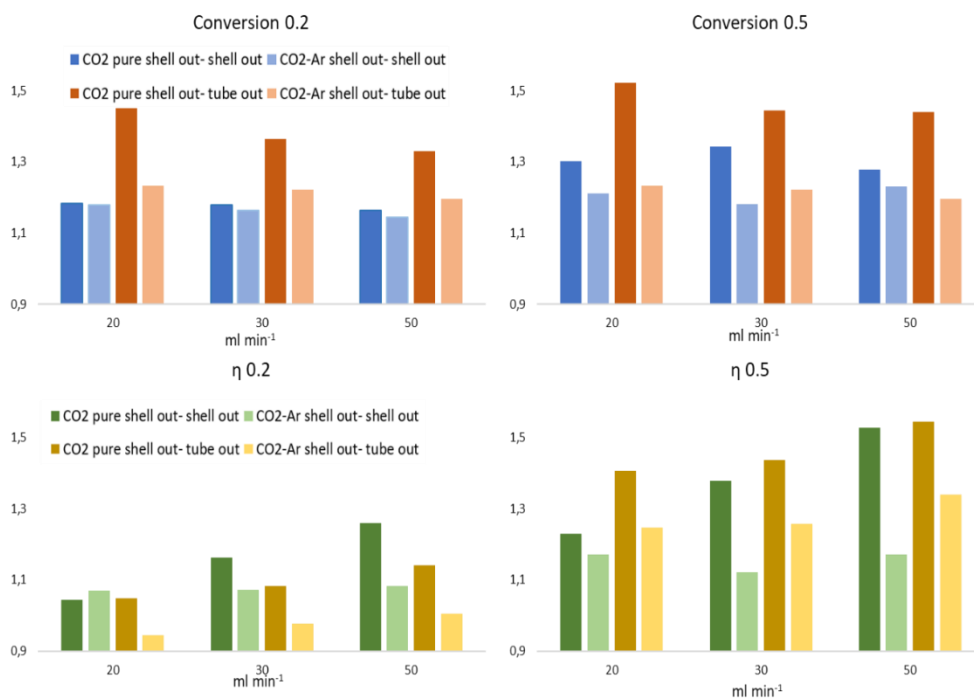 Conversion 0.2
CO2 pure shell out- shell out
CO2-Ar shell out- shell out
CO2 pure shell out- tube out
CO2-Ar shell out- tube out
1,5
1,3
1,1
0,9
20
30
50
ml min⁻¹
Conversion 0.5
1,5
1,3
1,1
0,9
20
30
50
ml min⁻¹
η 0.2
CO2 pure shell out- shell out
CO2-Ar shell out- shell out
CO2 pure shell out- tube out
CO2-Ar shell out- tube out
1,5
1,3
1,1
0,9
20
30
50
ml min⁻¹
η 0.5
1,5
1,3
1,1
0,9
20
30
50
ml min⁻¹